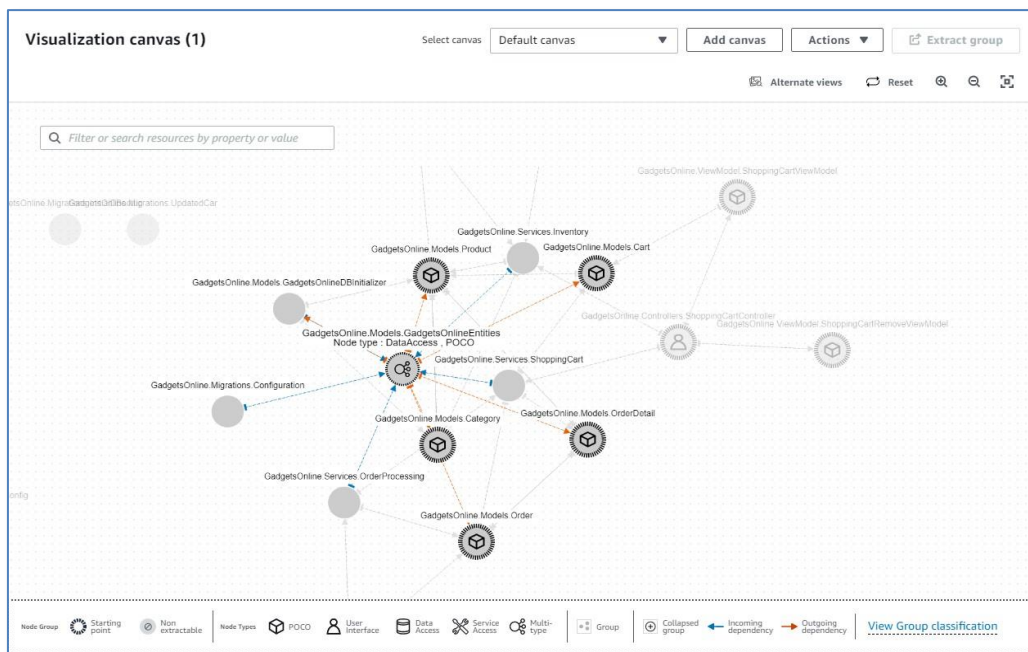 Visualization canvas (1)
Select canvas
Default canvas
Add canvas
Actions
Extract group
Alternate views
Reset
Filter or search resources by property or value
GadgetsOnline.ViewModel.ShoppingCartViewModel
GadgetsOnline.Migrations.UpdatedCar
GadgetsOnline.Services.Inventory
GadgetsOnline.Models.Product
GadgetsOnline.Models.Cart
GadgetsOnline.Models.GadgetsOnlineDBInitializer
GadgetsOnline.Controllers.ShoppingCartController
GadgetsOnline.ViewModel.ShoppingCartRemoveViewModel
GadgetsOnline.Models.GadgetsOnlineEntities
Node type : DataAccess , POCO
GadgetsOnline.Services.ShoppingCart
GadgetsOnline.Migrations.Configuration
GadgetsOnline.Models.Category
GadgetsOnline.Models.OrderDetail
GadgetsOnline.Services.OrderProcessing
onfig
GadgetsOnline.Models.Order
Node Group
Starting point
Non extractable
Node Types
POCO
User Interface
Data Access
Service Access
Multi-type
Group
Collapsed group
Incoming dependency
Outgoing dependency
View Group classification